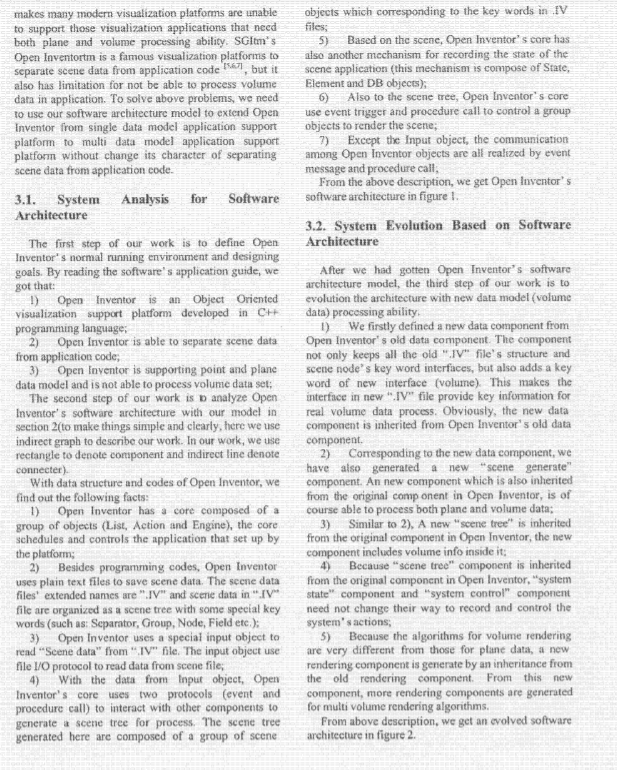 makes many modern visualization platforms are unable
to support those visualization applications that need
both plane and volume processing ability. SGItm's
Open Inventortm is a famous visualization platforms to
separate scene data from application code [5,6,7], but it
also has limitation for not be able to process volume
data in application. To solve above problems, we need
to use our software architecture model to extend Open
Inventor from single data model application support
platform to multi data model application support
platform without change its character of separating
scene data from application code.
3.1. System Analysis for Software
Architecture
The first step of our work is to define Open
Inventor's normal running environment and designing
goals. By reading the software's application guide, we
got that:
1) Open Inventor is an Object Oriented
visualization support platform developed in C++
programming language;
2) Open Inventor is able to separate scene data
from application code;
3) Open Inventor is supporting point and plane
data model and is not able to process volume data set;
The second step of our work is to analyze Open
Inventor's software architecture with our model in
section 2(to make things simple and clearly, here we use
indirect graph to describe our work. In our work, we use
rectangle to denote component and indirect line denote
connecter).
With data structure and codes of Open Inventor, we
find out the following facts:
1) Open Inventor has a core composed of a
group of objects (List, Action and Engine), the core
schedules and controls the application that set up by
the platform;
2) Besides programming codes, Open Inventor
uses plain text files to save scene data. The scene data
files' extended names are ".IV" and scene data in ".IV"
file are organized as a scene tree with some special key
words (such as: Separator, Group, Node, Field etc.);
3) Open Inventor uses a special input object to
read "Scene data" from ".IV" file. The input object use
file I/O protocol to read data from scene file;
4) With the data from Input object, Open
Inventor's core uses two protocols (event and
procedure call) to interact with other components to
generate a scene tree for process. The scene tree
generated here are composed of a group of scene
objects which corresponding to the key words in .IV
files;
5) Based on the scene, Open Inventor's core has
also another mechanism for recording the state of the
scene application (this mechanism is compose of State,
Element and DB objects);
6) Also to the scene tree, Open Inventor's core
use event trigger and procedure call to control a group
objects to render the scene;
7) Except the Input object, the communication
among Open Inventor objects are all realized by event
message and procedure call;
From the above description, we get Open Inventor's
software architecture in figure 1.
3.2. System Evolution Based on Software
Architecture
After we had gotten Open Inventor's software
architecture model, the third step of our work is to
evolution the architecture with new data model (volume
data) processing ability.
1) We firstly defined a new data component from
Open Inventor's old data component. The component
not only keeps all the old ".IV" file's structure and
scene node's key word interfaces, but also adds a key
word of new interface (volume). This makes the
interface in new ".IV" file provide key information for
real volume data process. Obviously, the new data
component is inherited from Open Inventor's old data
component.
2) Corresponding to the new data component, we
have also generated a new "scene generate"
component. An new component which is also inherited
from the original comp onent in Open Inventor, is of
course able to process both plane and volume data;
3) Similar to 2), A new "scene tree" is inherited
from the original component in Open Inventor, the new
component includes volume info inside it;
4) Because "scene tree" component is inherited
from the original component in Open Inventor, "system
state" component and "system control" component
need not change their way to record and control the
system's actions;
5) Because the algorithms for volume rendering
are very different from those for plane data, a new
rendering component is generate by an inheritance from
the old rendering component. From this new
component, more rendering components are generated
for multi volume rendering algorithms.
From above description, we get an evolved software
architecture in figure 2.